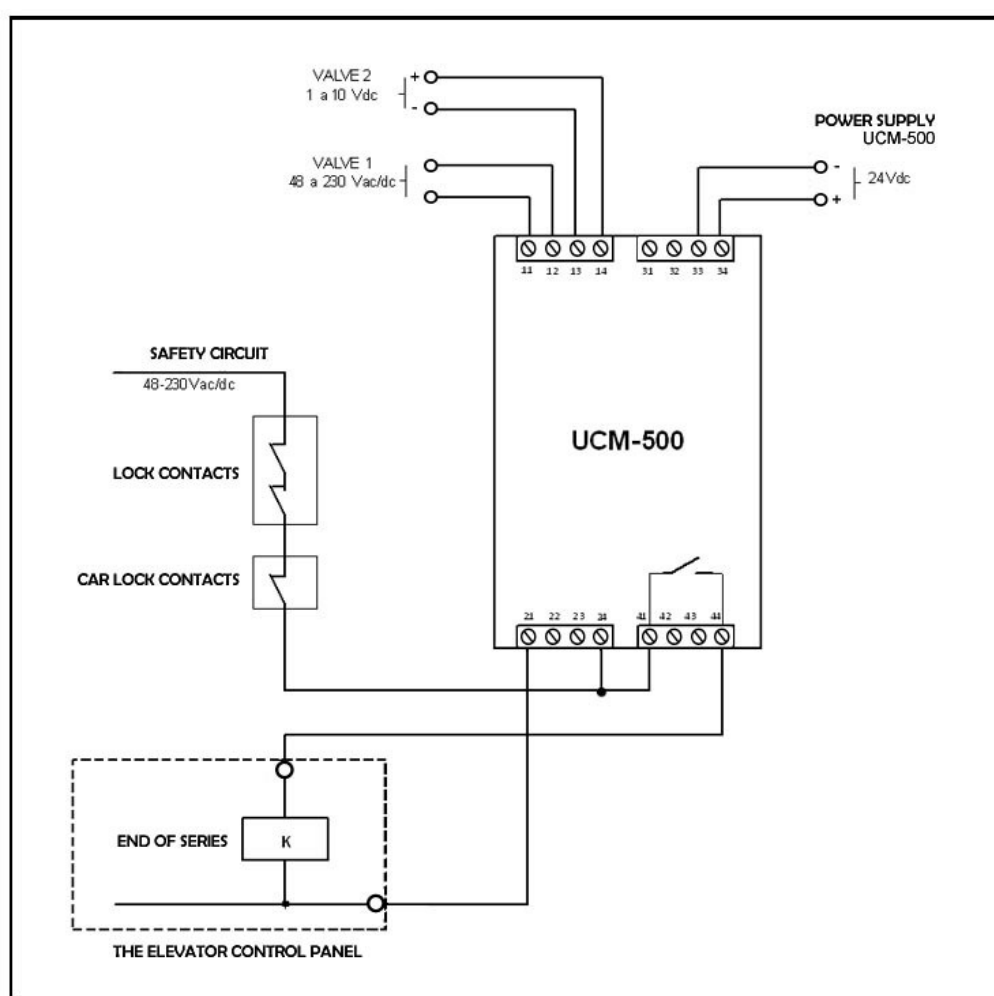 VALVE 2
1 a 10 Vdc
+
-
VALVE 1
48 a 230 Vac/dc
POWER SUPPLY
UCM-500
-
24Vdc
+
11 12 13 14 31 32 33 34
SAFETY CIRCUIT
48-230Vac/dc
UCM-500
LOCK CONTACTS
CAR LOCK CONTACTS
21 22 23 24 41 42 43 44
END OF SERIES
K
THE ELEVATOR CONTROL PANEL